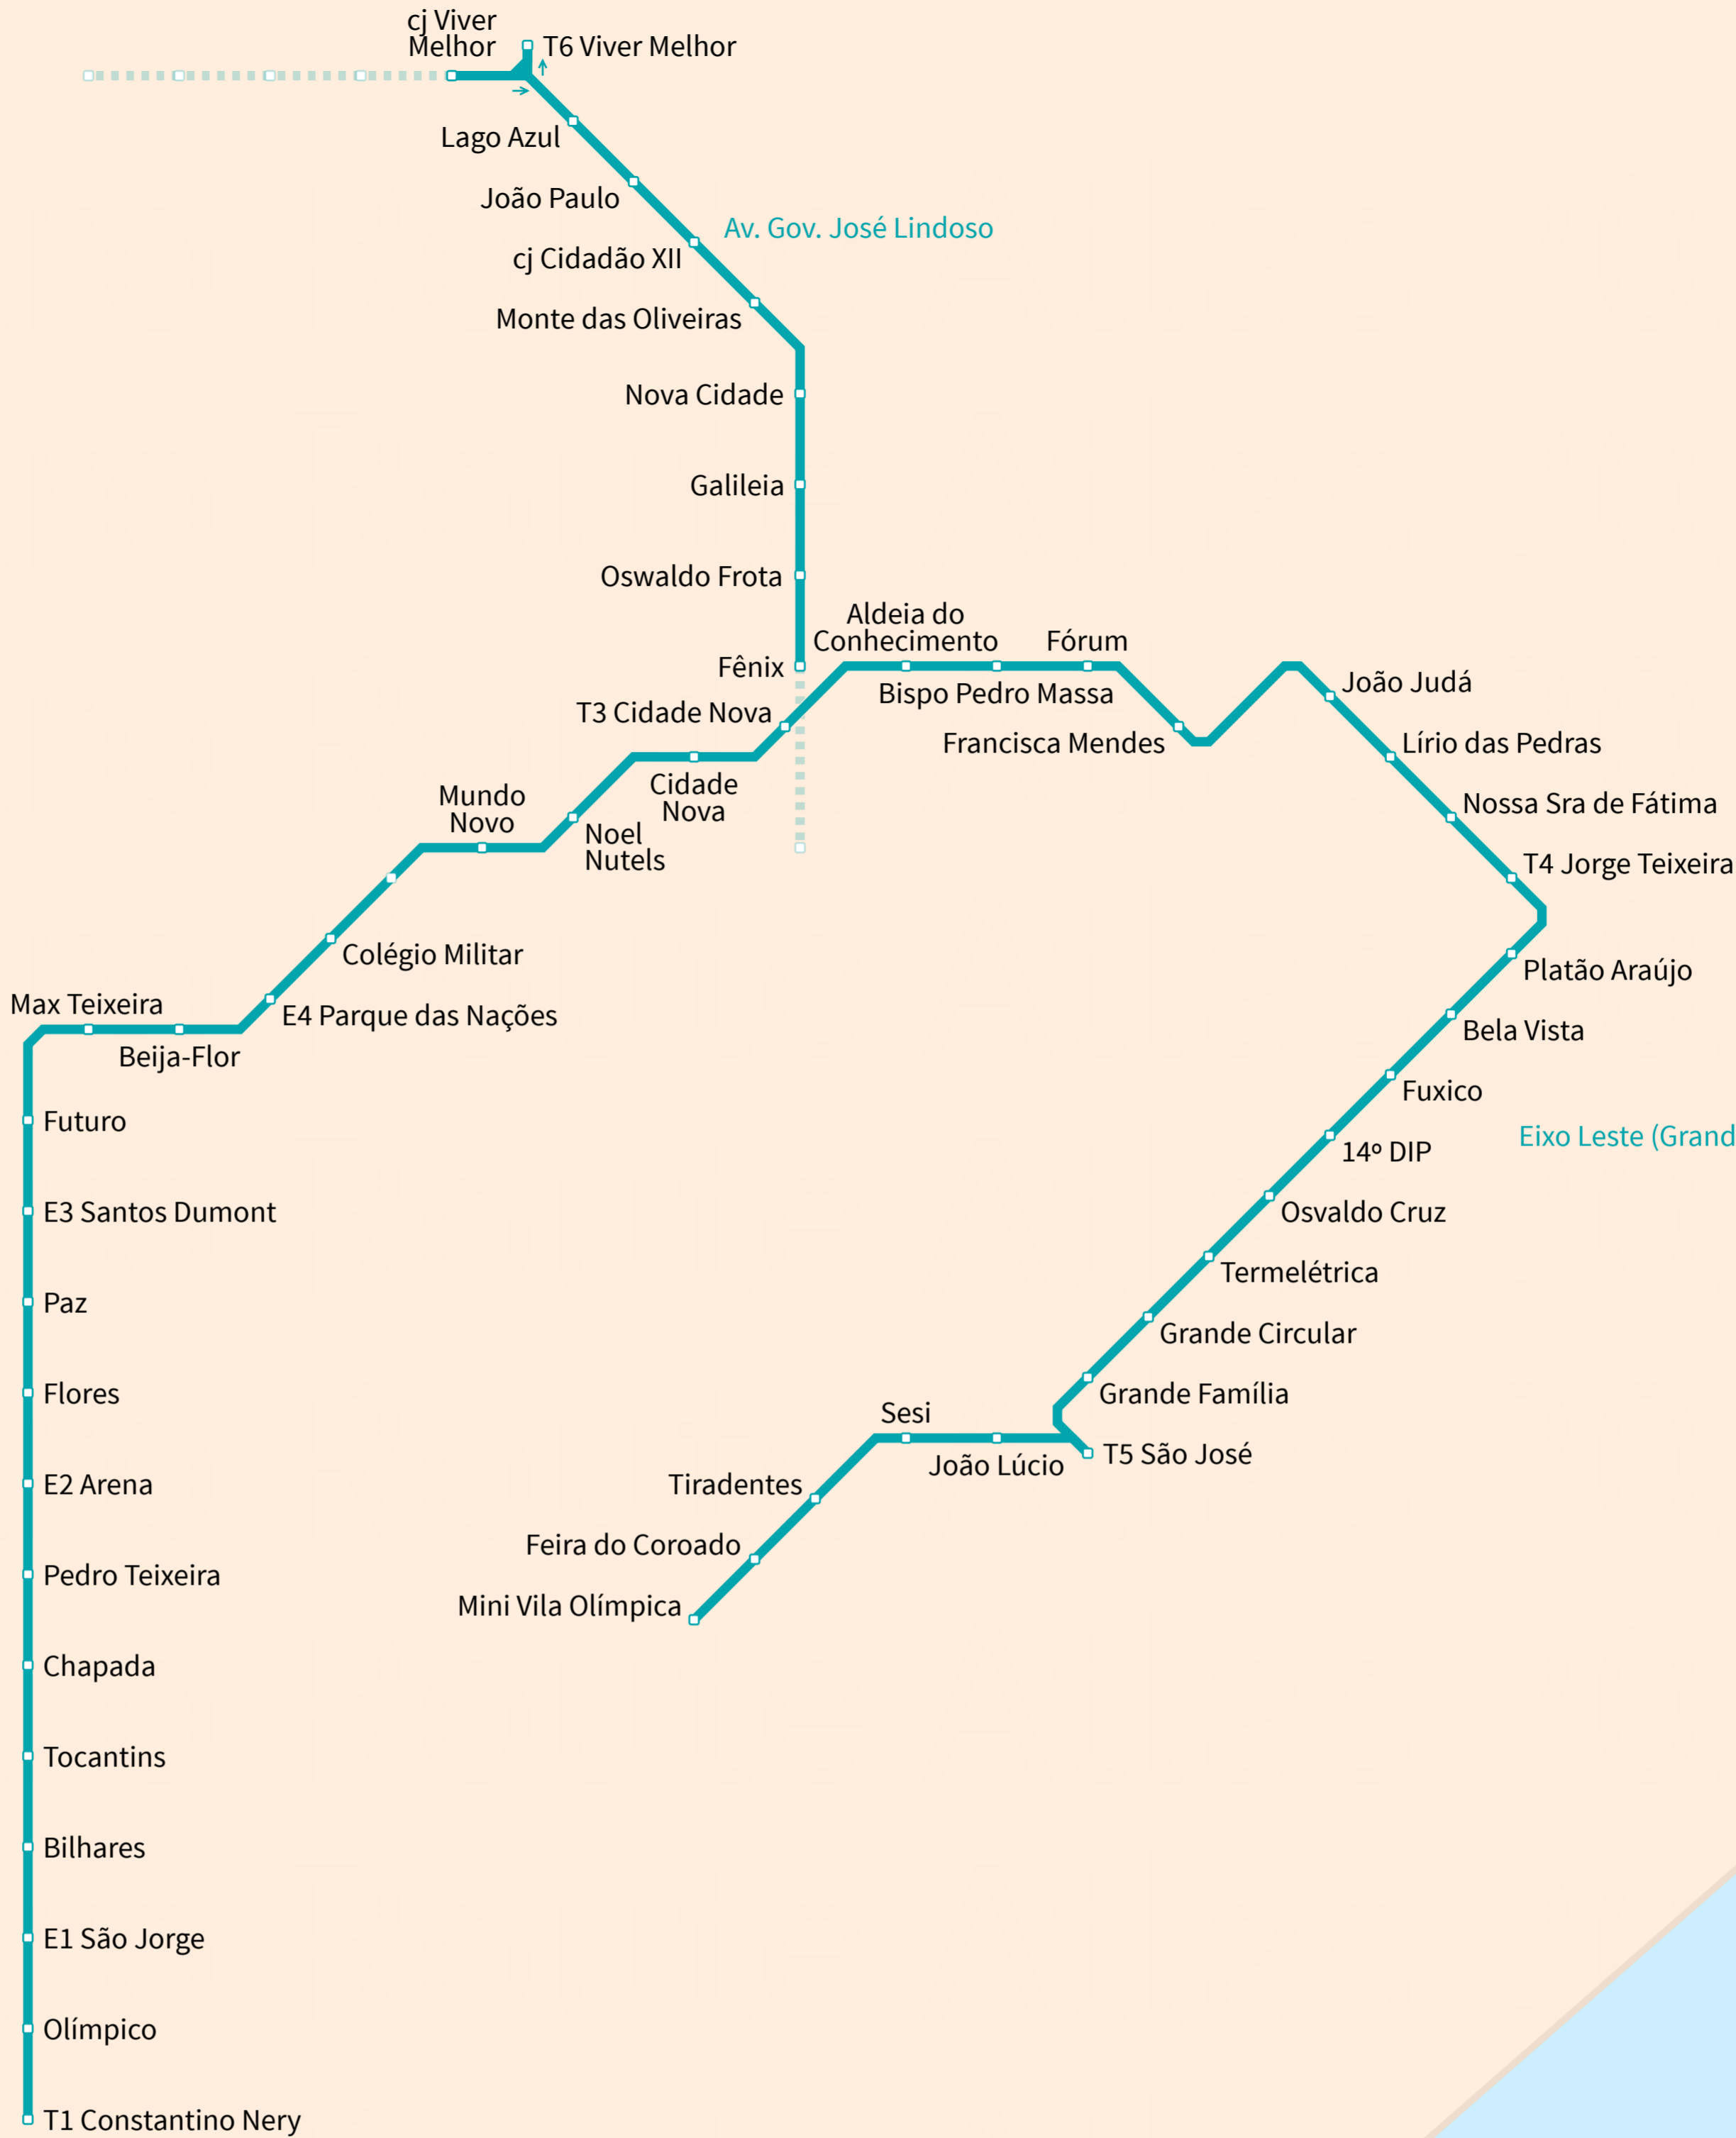 cj Viver
Melhor
T6 Viver Melhor
Lago Azul
João Paulo
Av. Gov. José Lindoso
cj Cidadão XII
Monte das Oliveiras
Nova Cidade
Galileia
Oswaldo Frota
Aldeia do
Conhecimento
Fórum
Fênix
João Judá
Bispo Pedro Massa
T3 Cidade Nova
Francisca Mendes
Lírio das Pedras
Cidade
Nova
Mundo
Novo
Nossa Sra de Fátima
Noel
Nutels
T4 Jorge Teixeira
Colégio Militar
Platão Araújo
Max Teixeira
E4 Parque das Nações
Bela Vista
Beija-Flor
Fuxico
Futuro
Eixo Leste (Grand
14º DIP
E3 Santos Dumont
Osvaldo Cruz
Termelétrica
Paz
Grande Circular
Flores
Grande Família
Sesi
T5 São José
João Lúcio
E2 Arena
Tiradentes
Feira do Coroado
Pedro Teixeira
Mini Vila Olímpica
Chapada
Tocantins
Bilhares
E1 São Jorge
Olímpico
T1 Constantino Nery